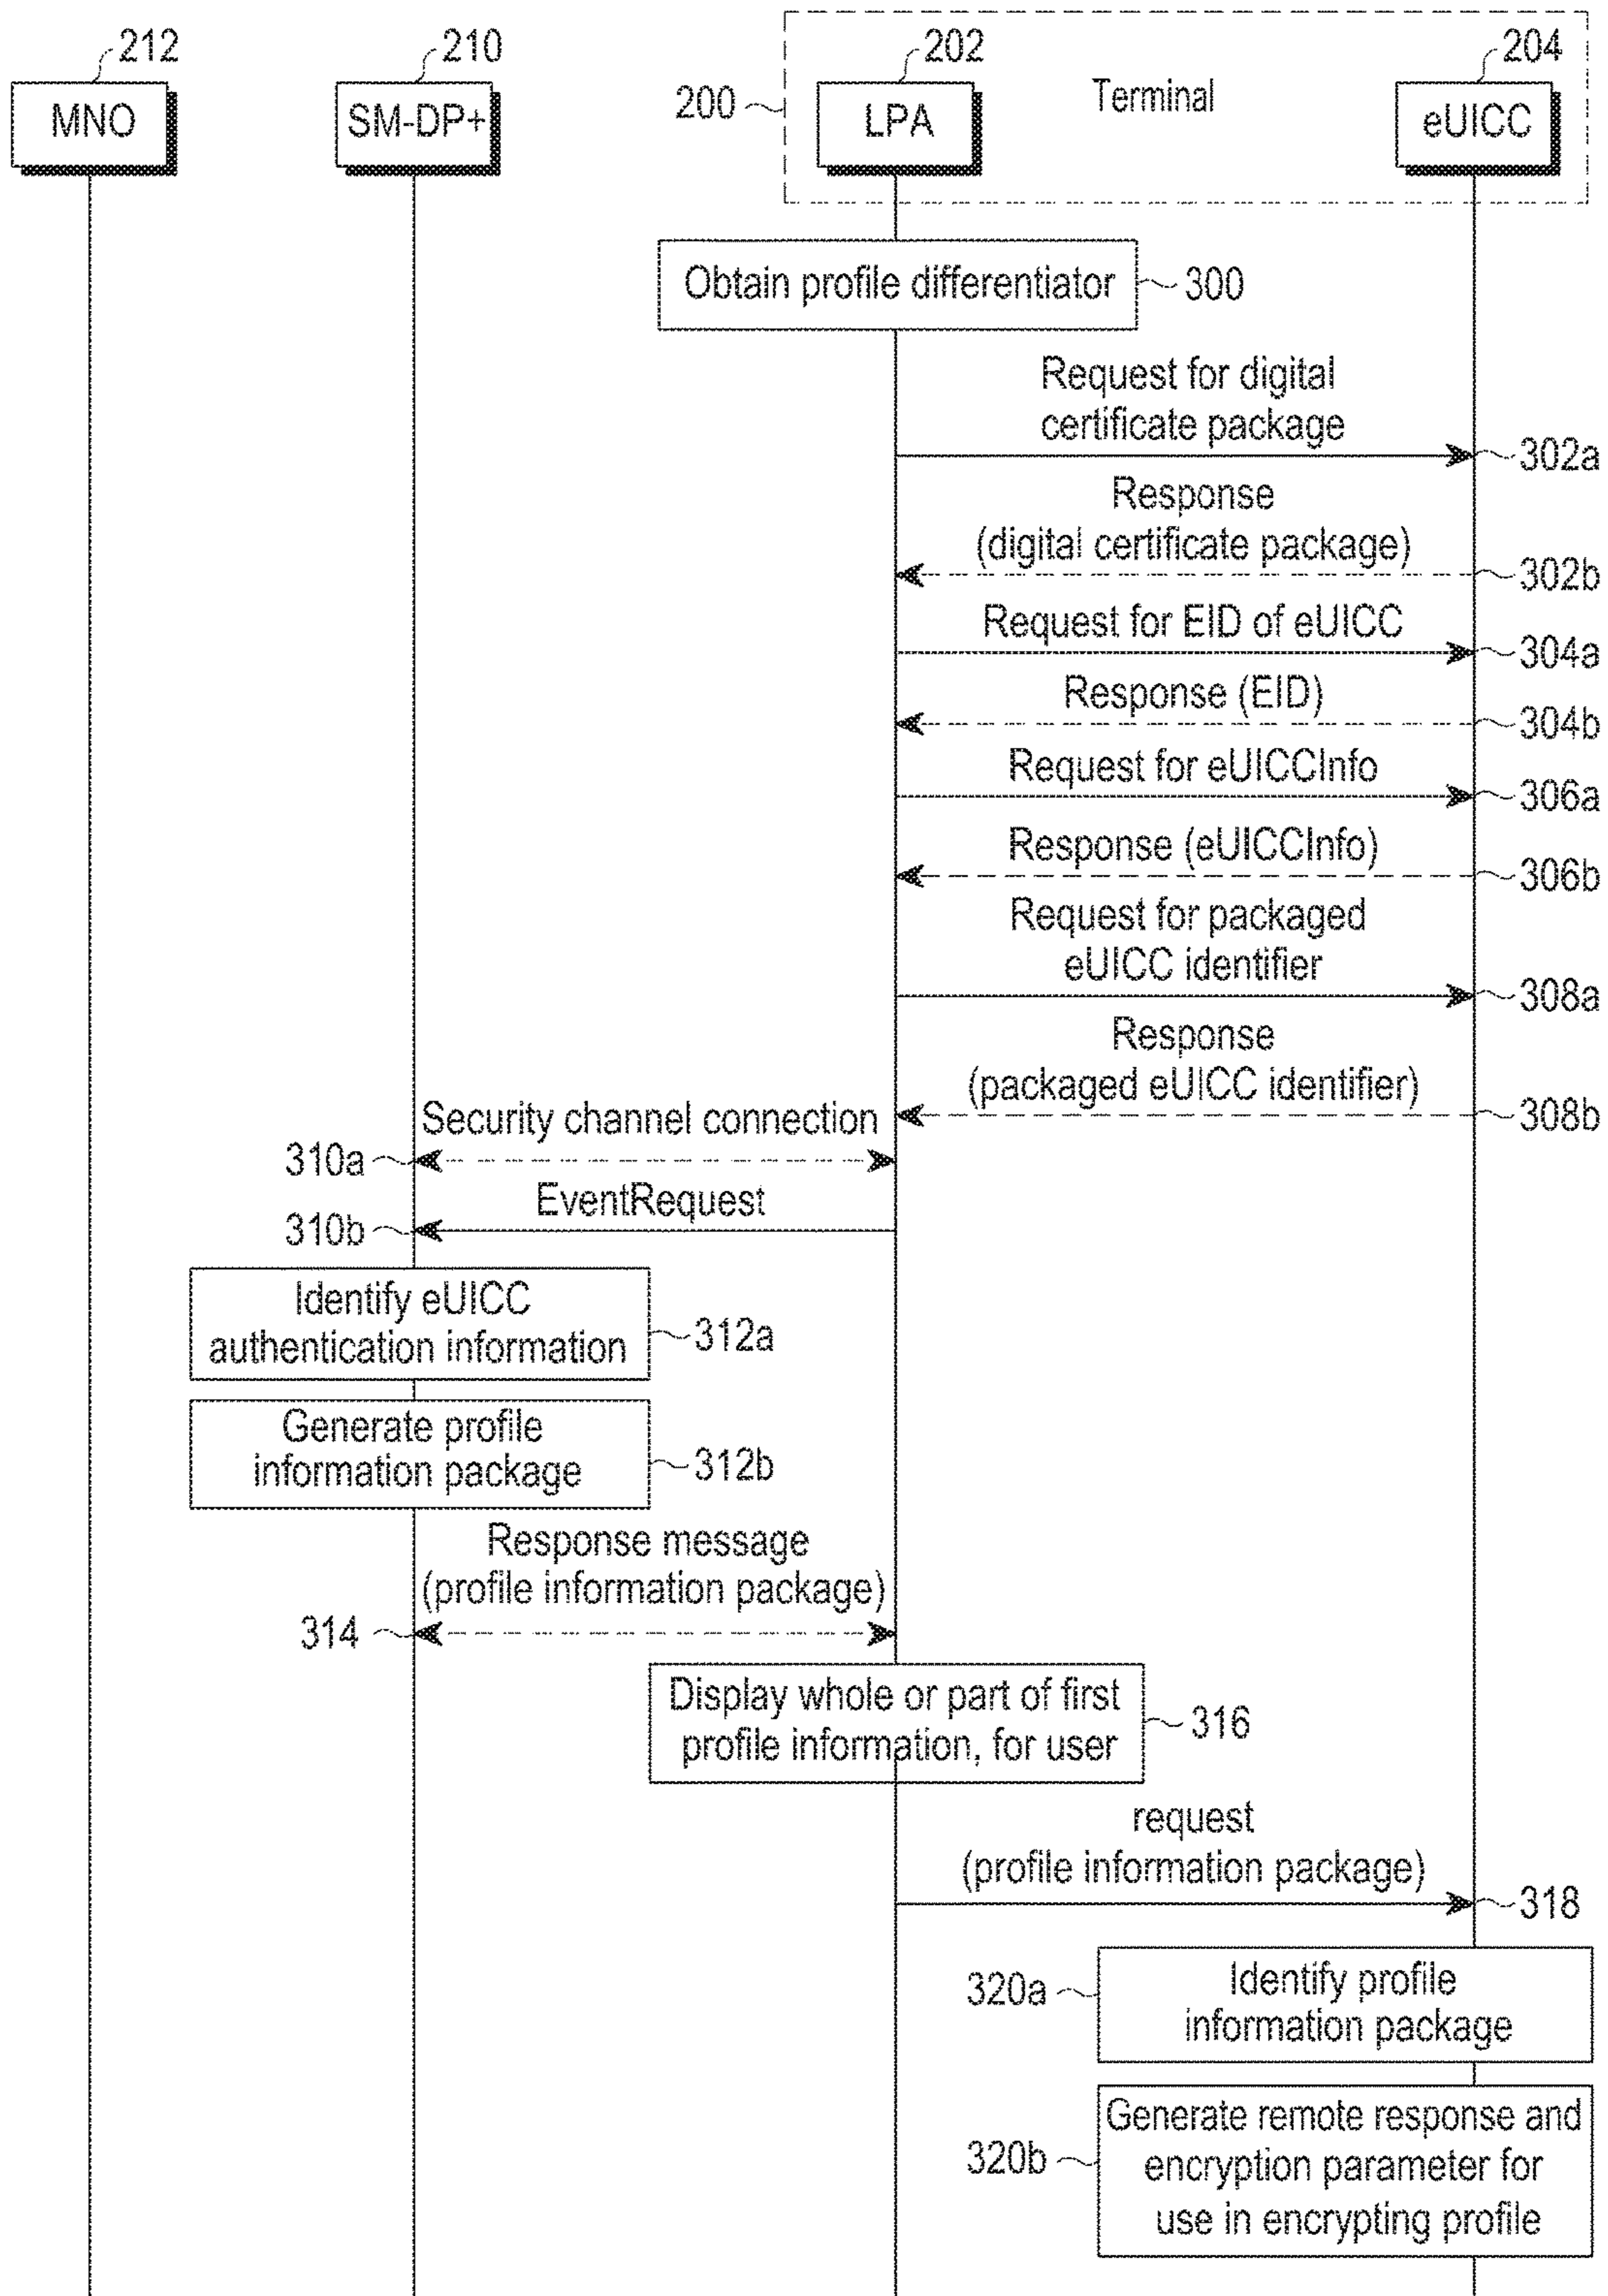 212
210
202
204
200
Terminal
MNO
SM-DP+
LPA
eUICC
Obtain profile differentiator
300
Request for digital
certificate package
302a
Response
(digital certificate package)
302b
Request for EID of eUICC
304a
Response (EID)
304b
Request for eUICCInfo
306a
Response (eUICCInfo)
306b
Request for packaged
eUICC identifier
308a
Response
(packaged eUICC identifier)
308b
Security channel connection
310a
EventRequest
310b
Identify eUICC
authentication information
312a
Generate profile
information package
312b
Response message
(profile information package)
314
Display whole or part of first
profile information, for user
316
request
(profile information package)
318
320a
Identify profile
information package
320b
Generate remote response and
encryption parameter for
use in encrypting profile